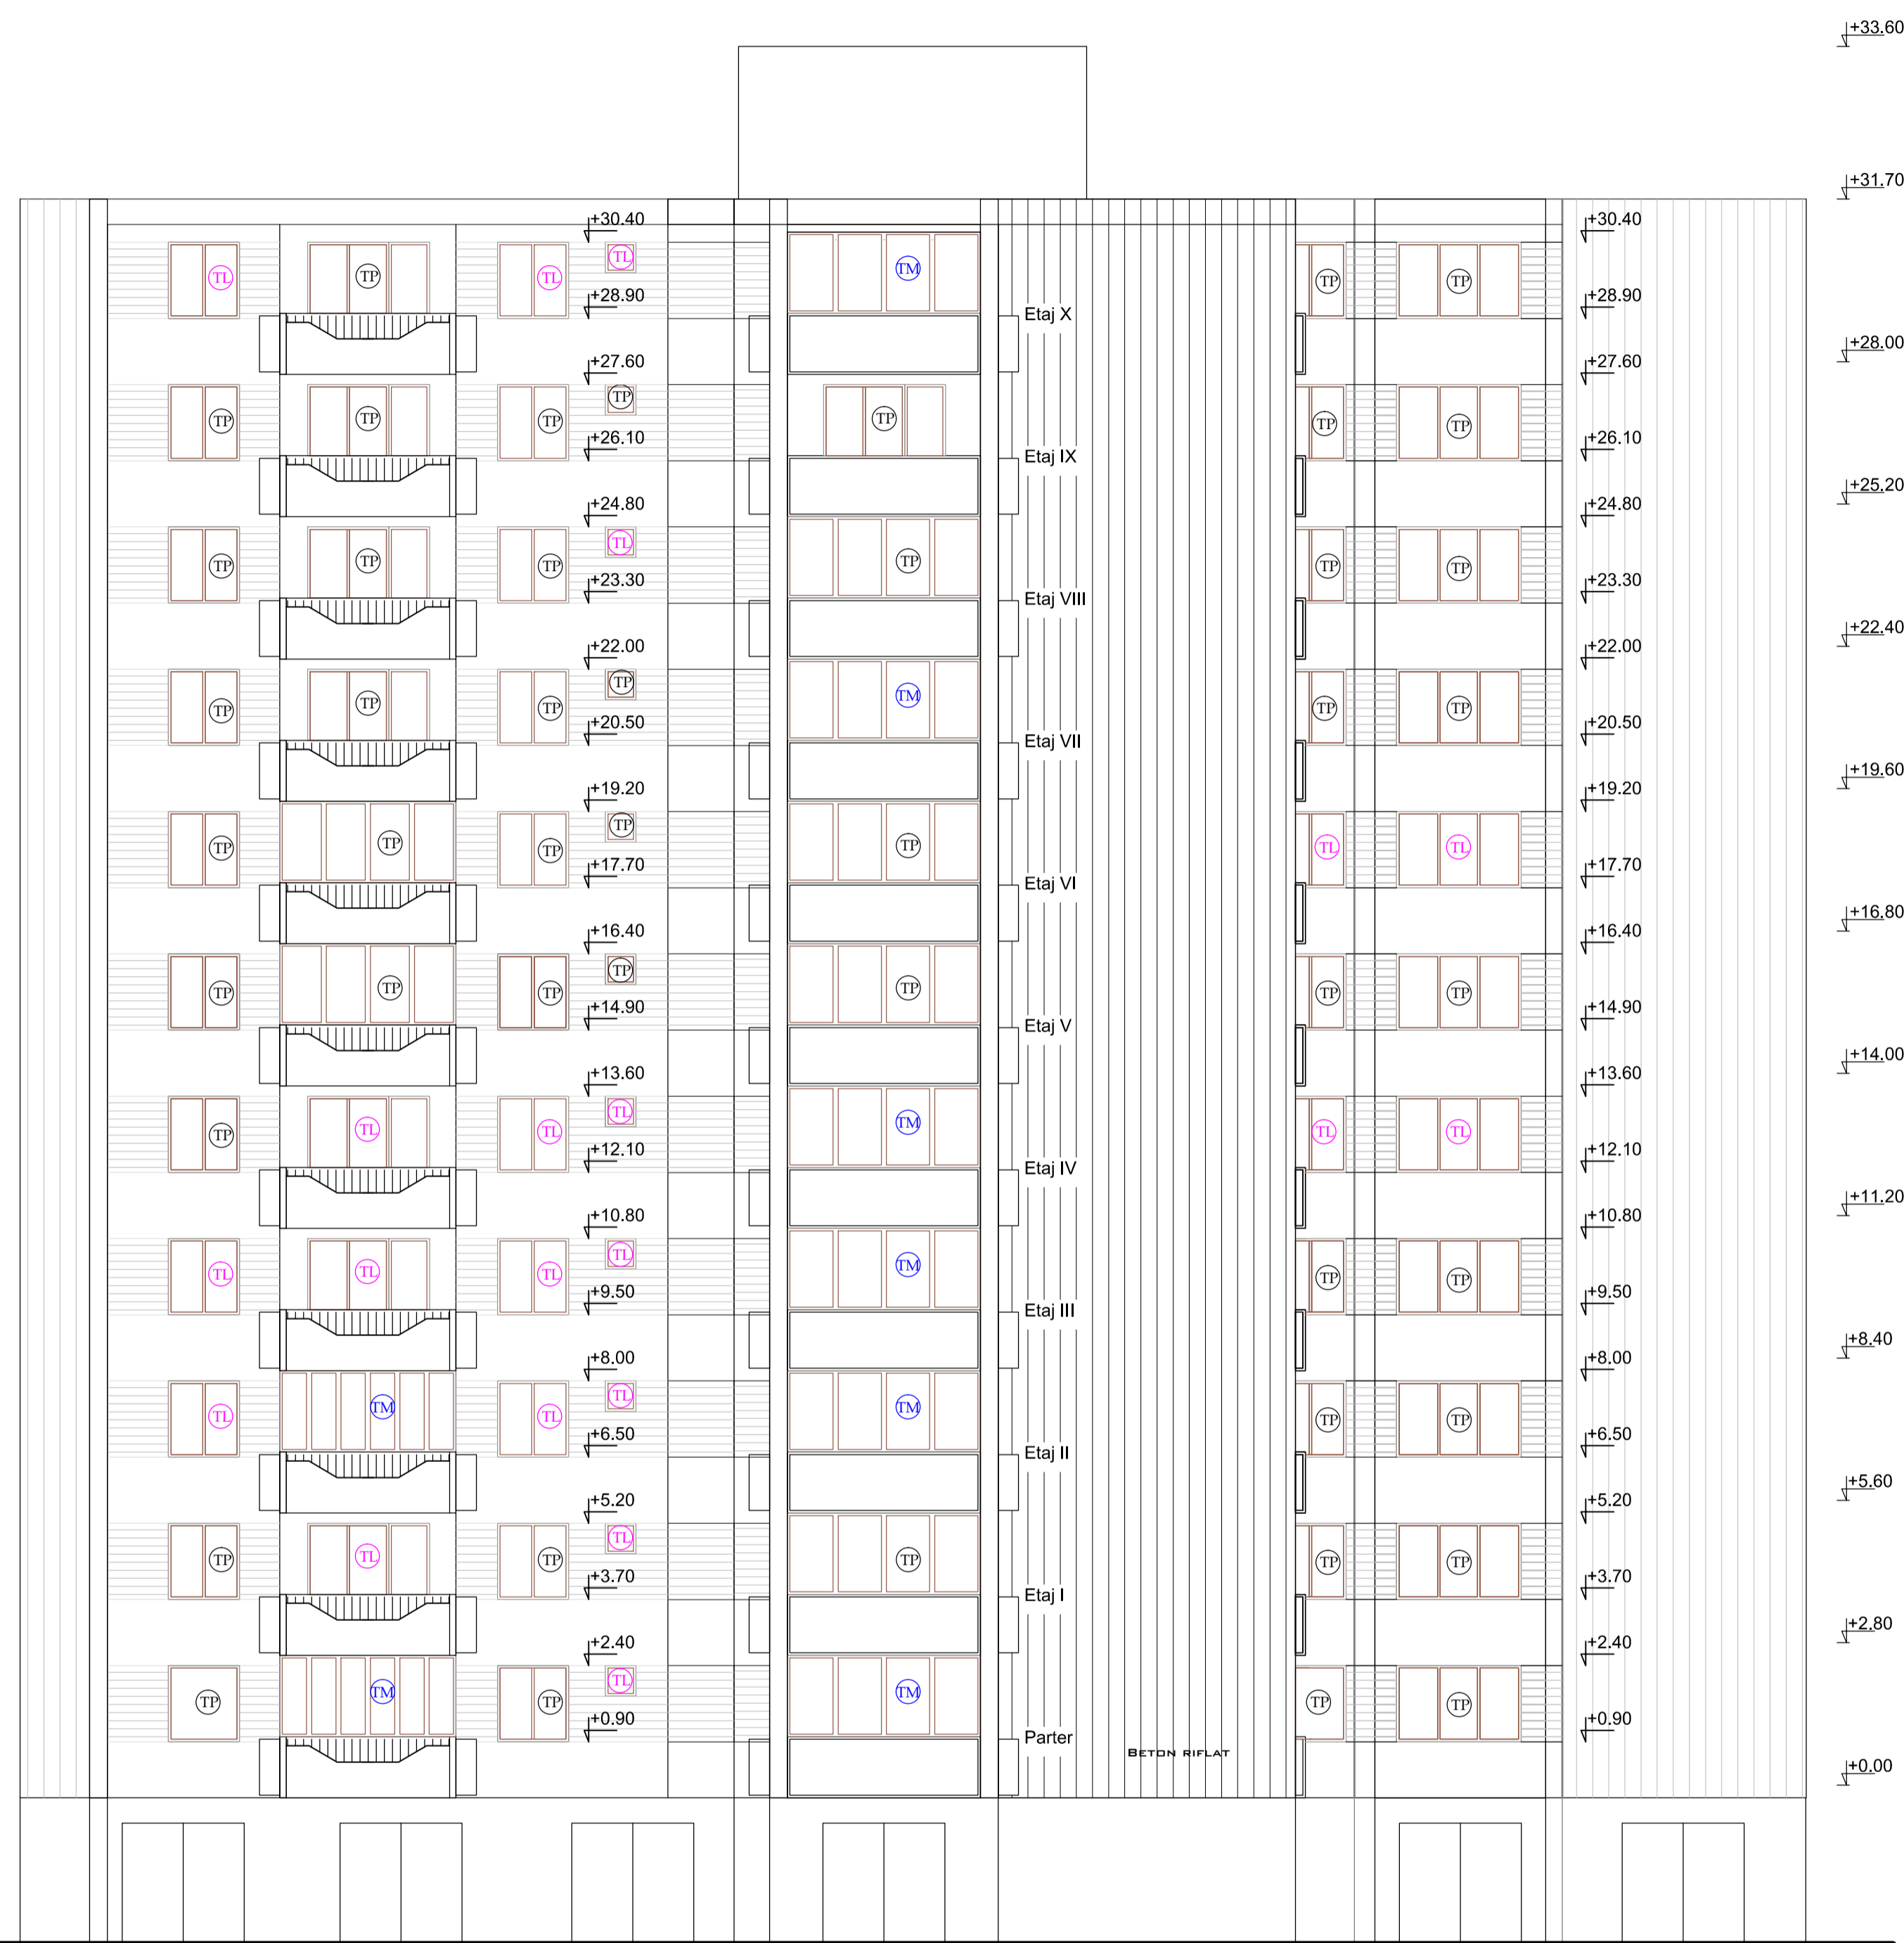 +33.60
+31.70
+30.40 +30.40
TL TP TL TL TM TP TP
+28.90 +28.90
Etaj X
+28.00
+27.60 +27.60
TP TP TP TP TP TP TP
+26.10 +26.10
Etaj IX
+25.20
+24.80 +24.80
TP TP TP TL TP TP TP
+23.30 +23.30
Etaj VIII
+22.40
+22.00 +22.00
TP TP TP TP TM TP TP
+20.50 +20.50
Etaj VII
+19.60
+19.20 +19.20
TP TP TP TP TP TL TL
+17.70 +17.70
Etaj VI
+16.80
+16.40 +16.40
TP TP TP TP TP TP TP
+14.90 +14.90
Etaj V
+14.00
+13.60 +13.60
TP TL TL TL TM TL TL
+12.10 +12.10
Etaj IV
+11.20
+10.80 +10.80
TL TL TL TL TM TP TP
+9.50 +9.50
Etaj III
+8.40
+8.00 +8.00
TL TM TL TL TM TP TP
+6.50 +6.50
Etaj II
+5.60
+5.20 +5.20
TP TL TP TL TP TP TP
+3.70 +3.70
Etaj I
+2.80
+2.40 +2.40
TP TM TP TL TM TP TP
+0.90 +0.90
Parter
BETON RIFLAT
+0.00